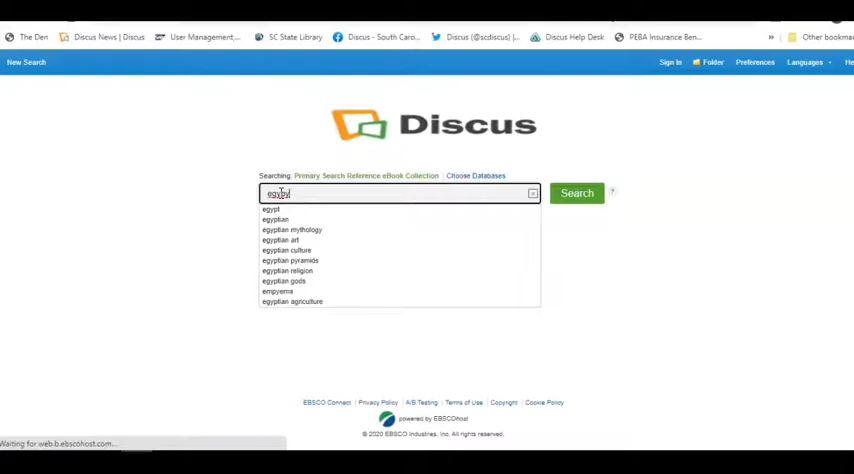 The Den Discus News | Discus User Management,... SC State Library Discus - South Caro... Discus (@scdiscus) |... Discus Help Desk PEBA Insurance Ben... » Other bookmar
New Search Sign In Folder Preferences Languages He
Discus
Searching: Primary Search Reference eBook Collection | Choose Databases
egypy Search ?
egypt
egyptian
egyptian mythology
egyptian art
egyptian culture
egyptian pyramids
egyptian religion
egyptian gods
empyema
egyptian agriculture
EBSCO Connect | Privacy Policy | A/B Testing | Terms of Use | Copyright | Cookie Policy
powered by EBSCOhost
© 2020 EBSCO Industries, Inc. All rights reserved.
Waiting for web.b.ebscohost.com...